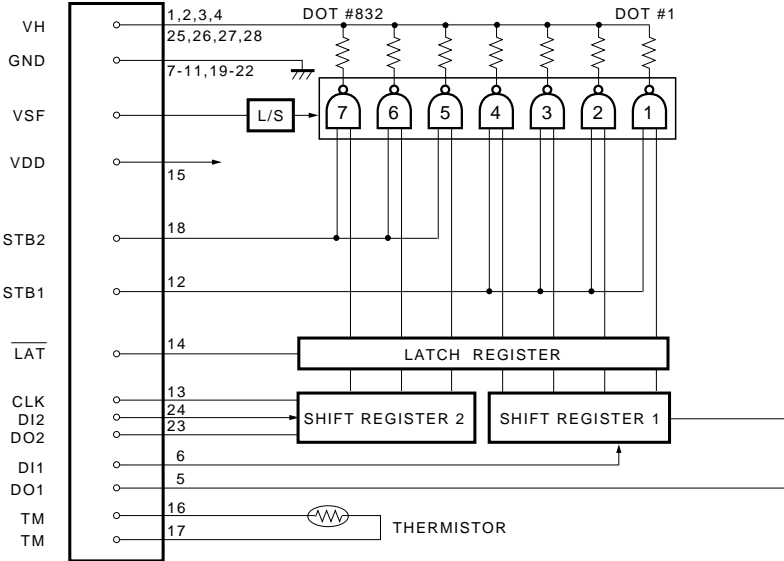 VH 1,2,3,4 DOT #832 DOT #1
25,26,27,28
GND
7-11,19-22
VSF L/S 7 6 5 4 3 2 1
VDD
15
STB2 18
STB1 12
LAT 14 LATCH REGISTER
CLK 13
DI2 24 SHIFT REGISTER 2 SHIFT REGISTER 1
DO2 23
DI1 6
DO1 5
TM 16
THERMISTOR
TM 17